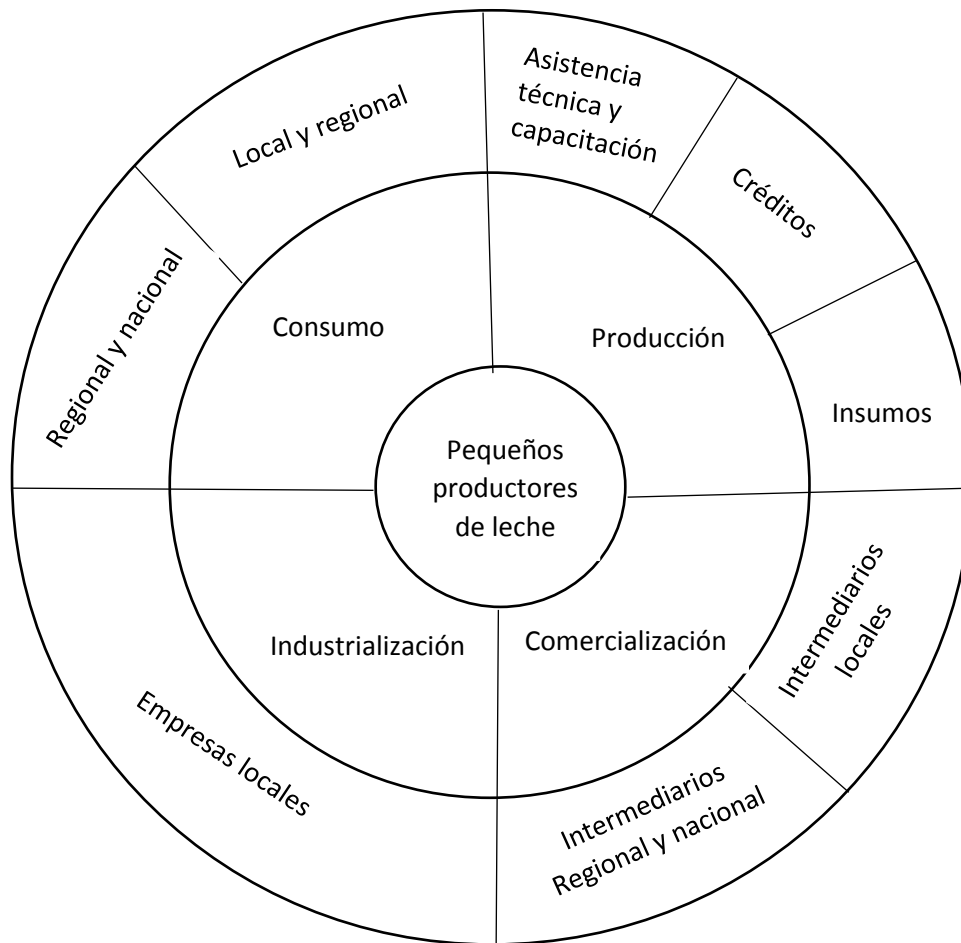 Asistencia
técnica y
capacitación
Local y regional
Créditos
Regional y nacional
Consumo
Producción
Insumos
Pequeños
productores
de leche
Intermediarios
locales
Industrialización
Comercialización
Empresas locales
Intermediarios
Regional y nacional